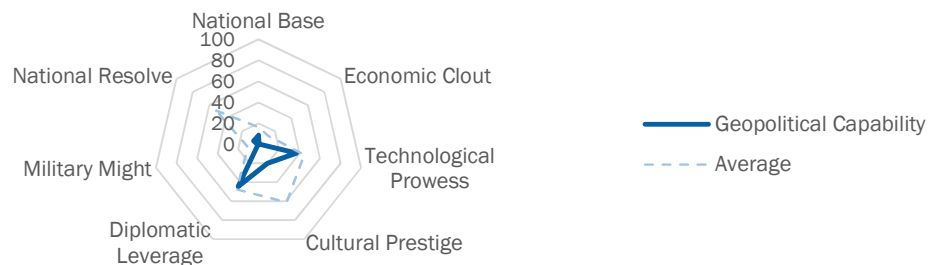 National Base
100
80
60
40
20
0
National Resolve
Economic Clout
Military Might
Technological
Prowess
Diplomatic
Leverage
Cultural Prestige
Geopolitical Capability
Average